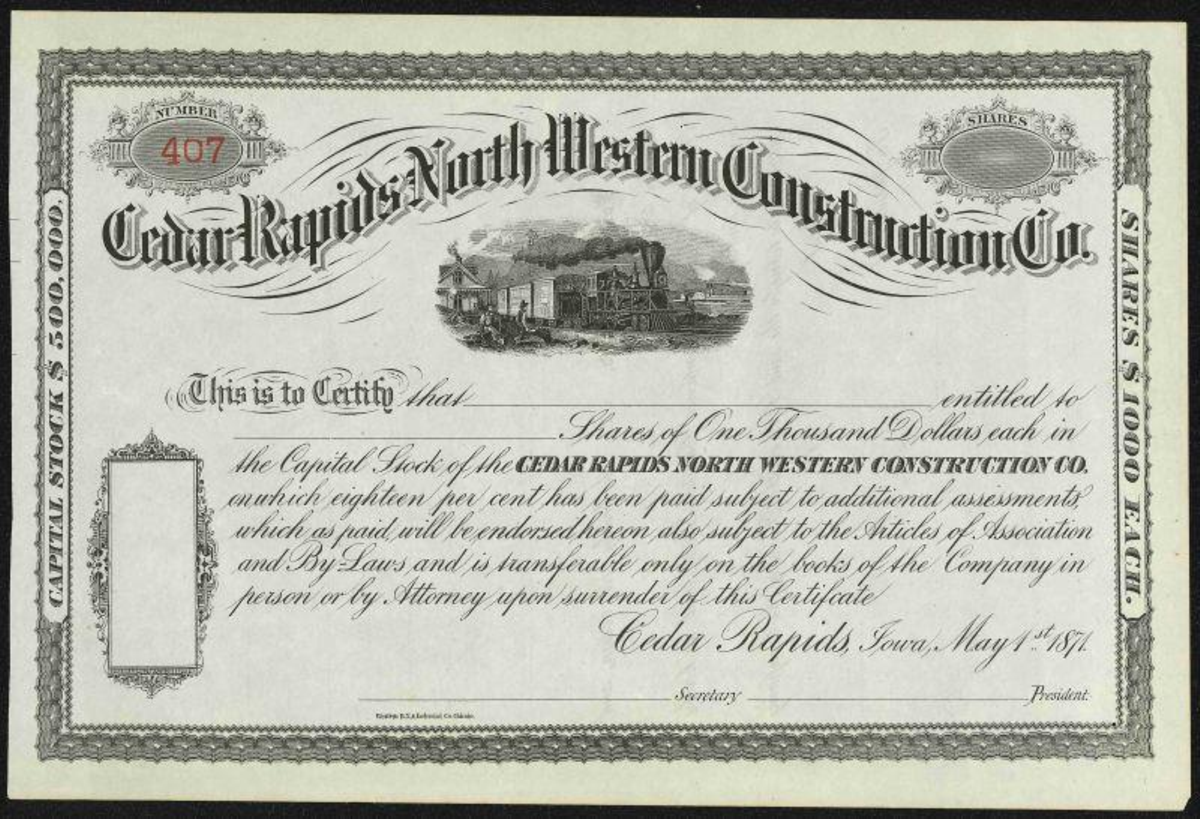 NUMBER
407
SHARES
Cedar Rapids North Western Construction Co.
CAPITAL STOCK $ 500,000.
SHARES $ 1000 EACH.
This is to Certify that entitled to
Shares of One Thousand Dollars each in
the Capital Stock of the CEDAR RAPIDS NORTH WESTERN CONSTRUCTION CO.
on which eighteen per cent has been paid subject to additional assessments,
which as paid will be endorsed hereon also subject to the Articles of Association
and By-Laws and is transferable only on the books of the Company in
person or by Attorney upon surrender of this Certifcate
Cedar Rapids, Iowa, May 1st 1871.
Secretary President.